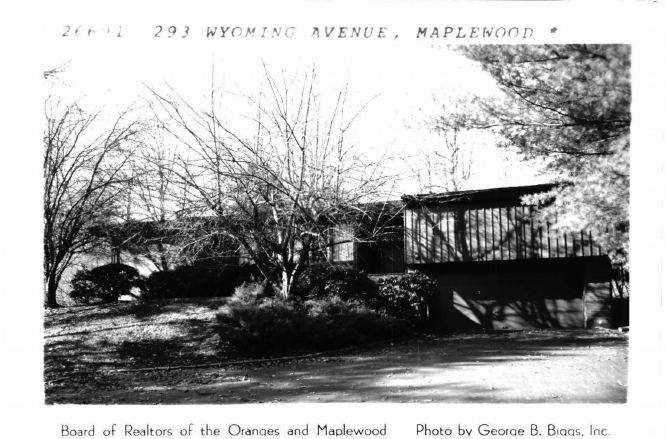 293 WYOMING AVENUE, MAPLEWOOD *
Board of Realtors of the Oranges and Maplewood Photo by George B. Biggs, Inc.